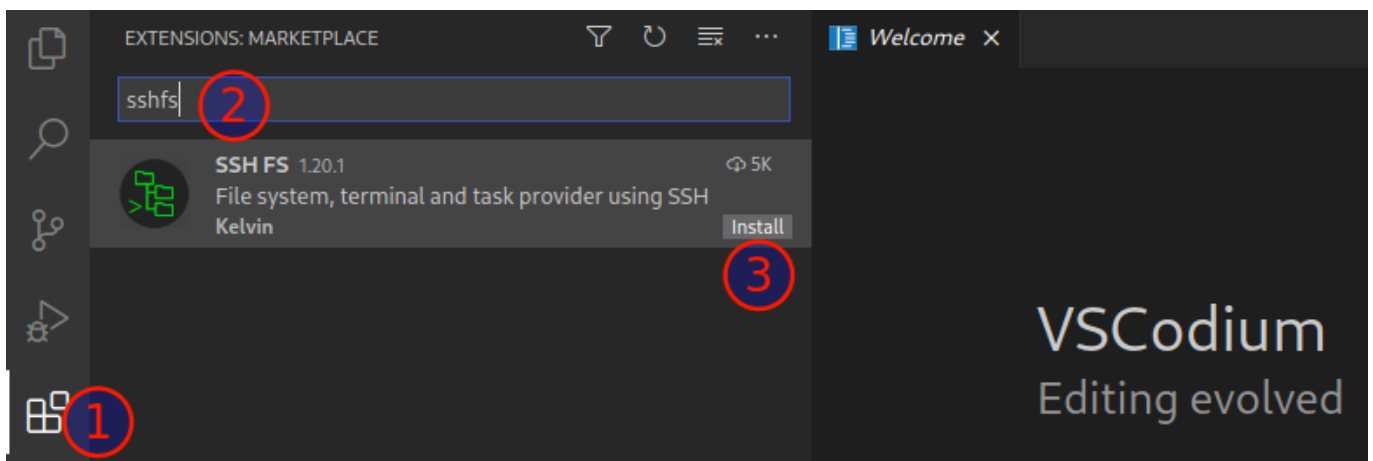 EXTENSIONS: MARKETPLACE
Welcome
sshfs
2
SSH FS 1.20.1
5K
File system, terminal and task provider using SSH
Kelvin
Install
3
VSCodium
Editing evolved
1